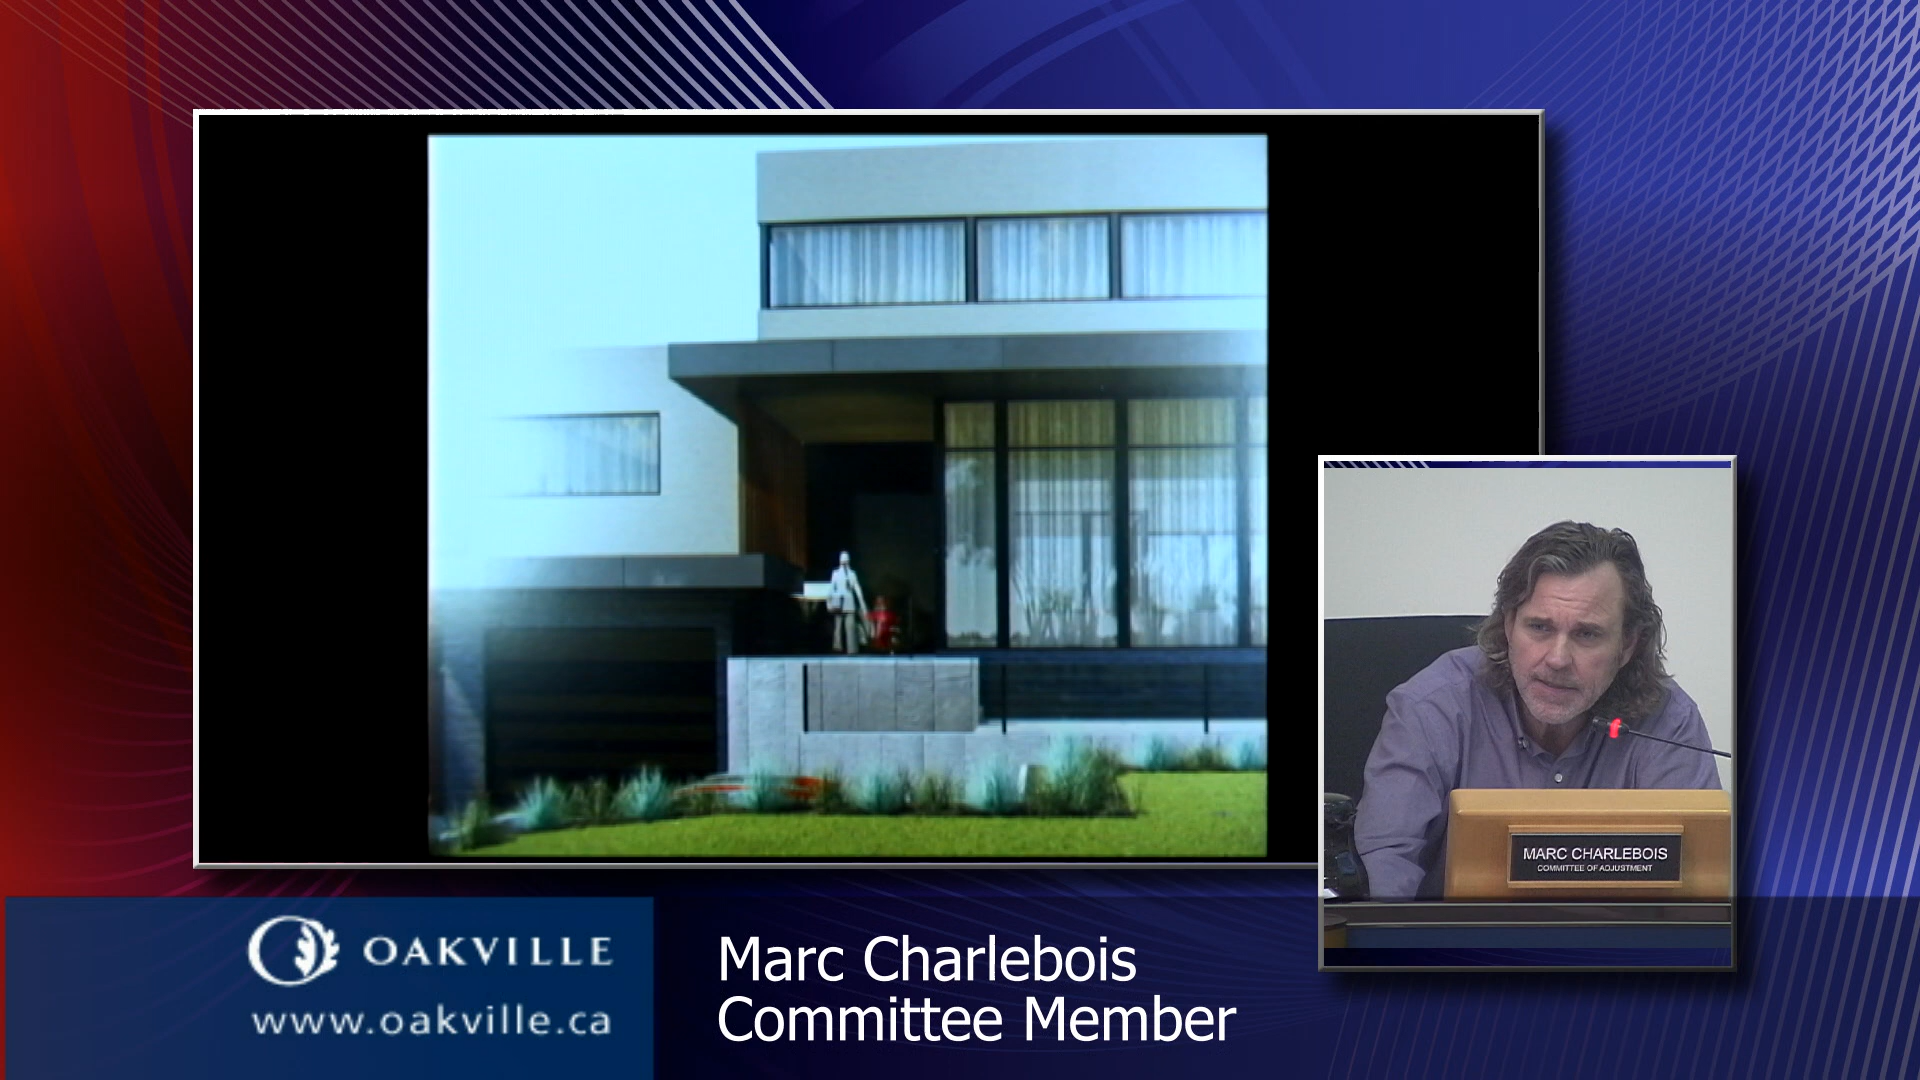 MARC CHARLEBOIS
COMMITTEE OF ADJUSTMENT
OAKVILLE
www.oakville.ca
Marc Charlebois
Committee Member